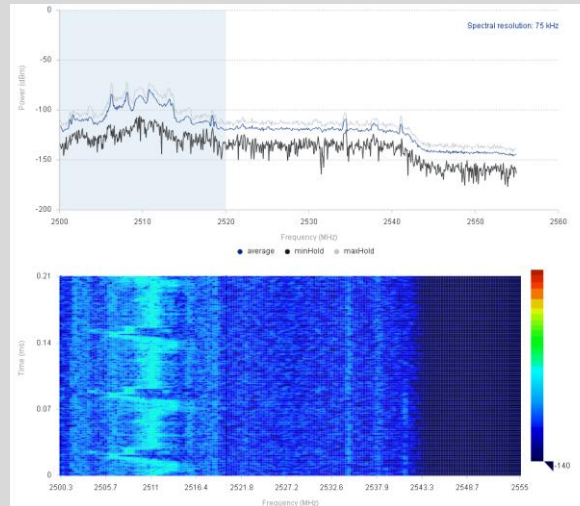 0
Spectral resolution: 75 kHz
-50
-100
-150
-200
Power (dBm)
2500 2510 2520 2530 2540 2550 2560
Frequency (MHz)
average minHold maxHold
0.21
0.14
0.07
0
Time (ms)
-140
2500.3 2505.7 2511 2516.4 2521.8 2527.2 2532.6 2537.9 2543.3 2548.7 2555
Frequency (MHz)